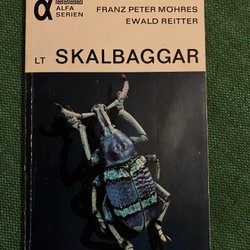 α
ALFA
SERIEN
FRANZ PETER MÖHRES
EWALD REITTER
LT SKALBAGGAR